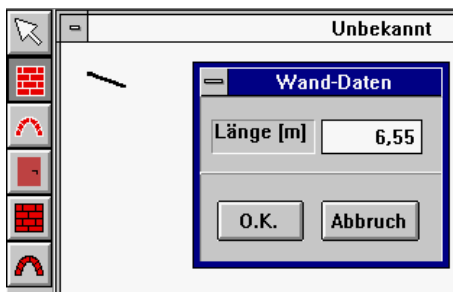 Unbekannt
Wand-Daten
Länge [m] 6,55
O.K. Abbruch